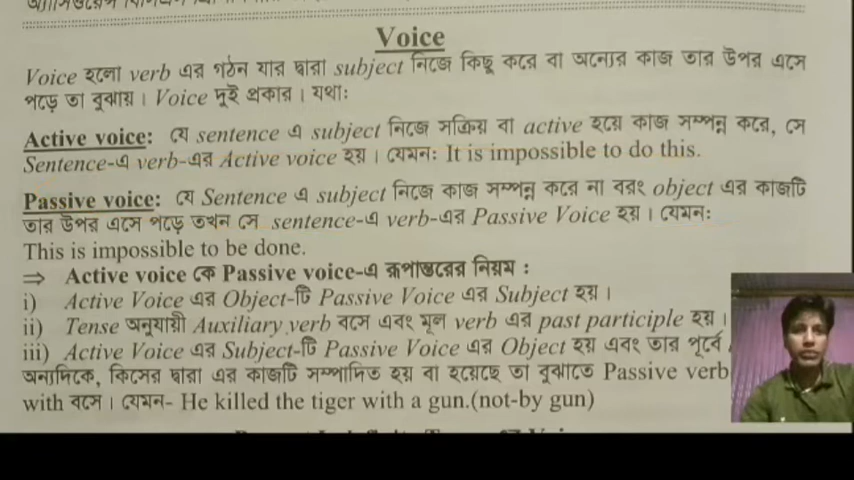 Voice
Voice হলো verb এর গঠন যার দ্বারা subject নিজে কিছু করে বা অন্যের কাজ তার উপর এসে
পড়ে তা বুঝায়। Voice দুই প্রকার। যথাঃ
Active voice: যে sentence এ subject নিজে সক্রিয় বা active হয়ে কাজ সম্পন্ন করে, সে
Sentence-এ verb-এর Active voice হয়। যেমনঃ It is impossible to do this.
Passive voice: যে Sentence এ subject নিজে কাজ সম্পন্ন করে না বরং object এর কাজটি
তার উপর এসে পড়ে তখন সে sentence-এ verb-এর Passive Voice হয়। যেমনঃ
This is impossible to be done.
⇒ Active voice কে Passive voice-এ রূপান্তরের নিয়ম :
i) Active Voice এর Object-টি Passive Voice এর Subject হয়।
ii) Tense অনুযায়ী Auxiliary verb বসে এবং মূল verb এর past participle হয়।
iii) Active Voice এর Subject-টি Passive Voice এর Object হয় এবং তার পূর্বে
অন্যদিকে, কিসের দ্বারা এর কাজটি সম্পাদিত হয় বা হয়েছে তা বুঝাতে Passive verb
with বসে। যেমন- He killed the tiger with a gun.(not-by gun)